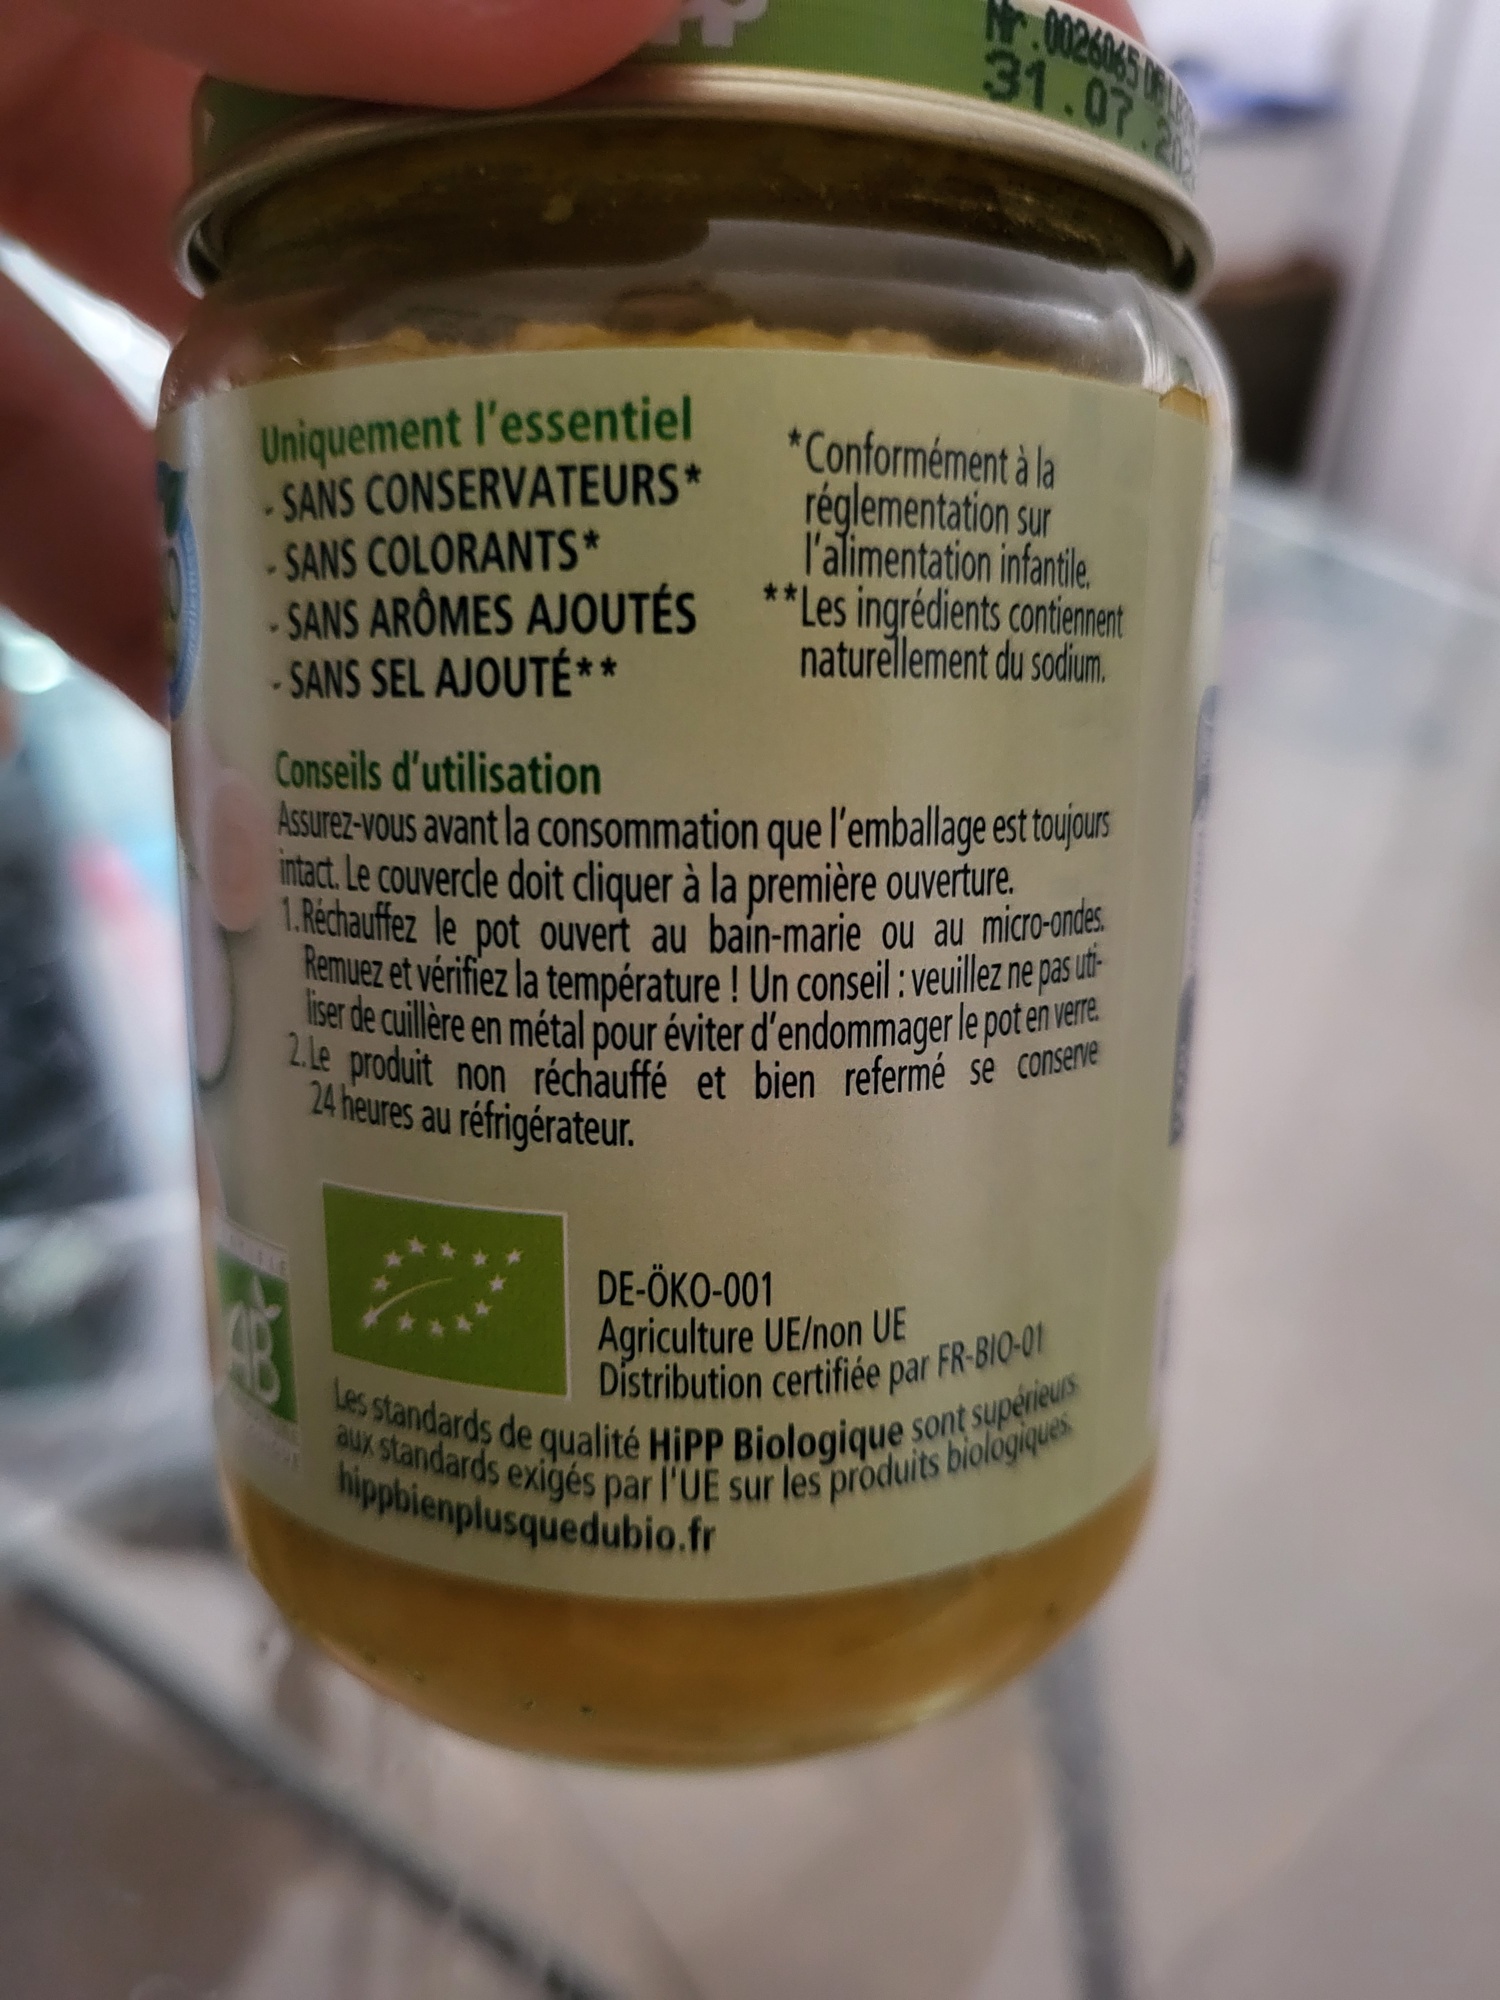 Nr.0026065
31.07.
Uniquement l'essentiel
- SANS CONSERVATEURS*
- SANS COLORANTS*
- SANS ARÔMES AJOUTÉS
- SANS SEL AJOUTÉ**
*Conformément à la
réglementation sur
l'alimentation infantile.
**Les ingrédients contiennent
naturellement du sodium.
Conseils d'utilisation
Assurez-vous avant la consommation que l'emballage est toujours
intact. Le couvercle doit cliquer à la première ouverture.
1. Réchauffez le pot ouvert au bain-marie ou au micro-ondes.
Remuez et vérifiez la température ! Un conseil : veuillez ne pas uti-
liser de cuillère en métal pour éviter d'endommager le pot en verre.
2. Le produit non réchauffé et bien refermé se conserve
24 heures au réfrigérateur.
AB
DE-ÖKO-001
Agriculture UE/non UE
Distribution certifiée par FR-BIO-01
Les standards de qualité HiPP Biologique sont supérieurs
aux standards exigés par l'UE sur les produits biologiques.
hippbienplusquedubio.fr